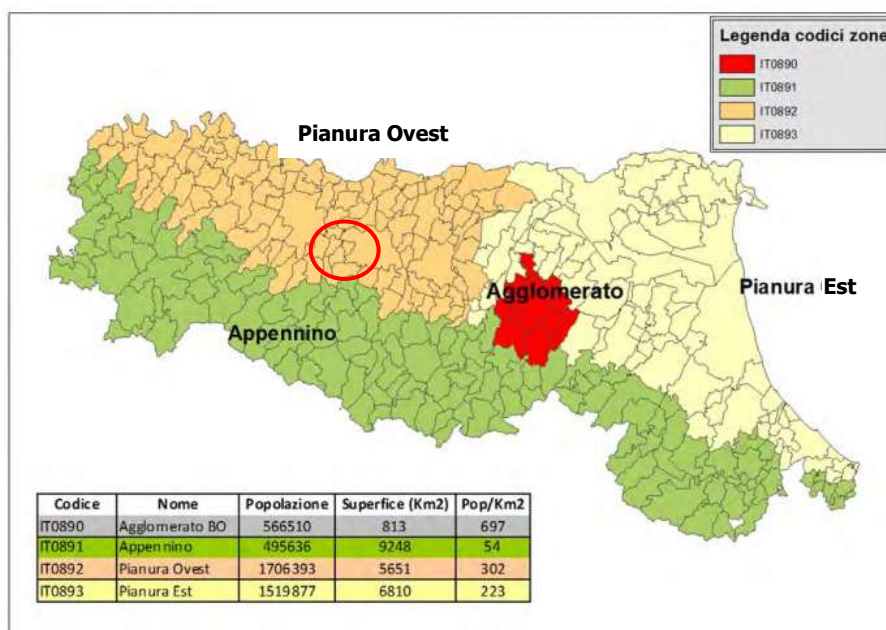 Legenda codici zone
IT0890
IT0891
IT0892
IT0893
Pianura Ovest
Agglomerato
Pianura Est
Appennino
Codice Nome Popolazione Superfice (Km2) Pop/Km2
IT0890 Agglomerato BO 566510 813 697
IT0891 Appennino 495636 9248 54
IT0892 Pianura Ovest 1706393 5651 302
IT0893 Pianura Est 1519877 6810 223